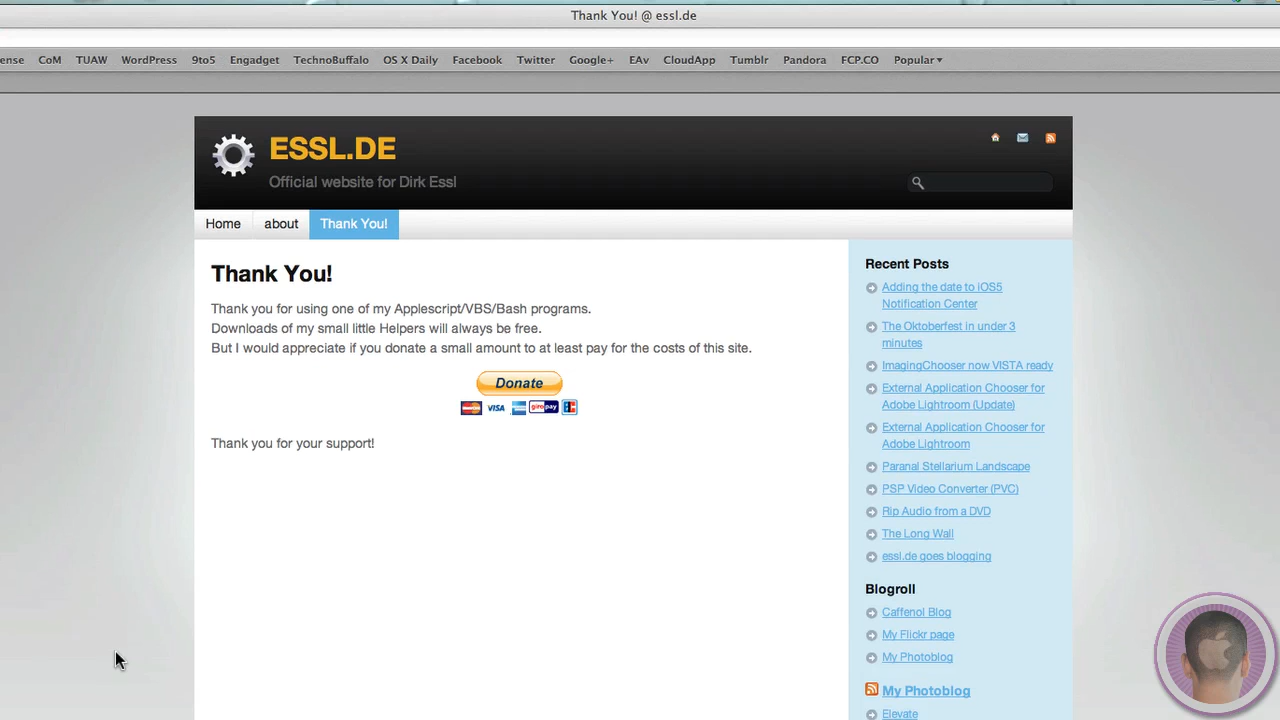 Thank You! @ essl.de
ense CoM TUAW WordPress 9to5 Engadget TechnoBuffalo OS X Daily Facebook Twitter Google+ EAv CloudApp Tumblr Pandora FCP.CO Popular▾
ESSL.DE
Official website for Dirk Essl
Home about Thank You!
Thank You!
Thank you for using one of my Applescript/VBS/Bash programs.
Downloads of my small little Helpers will always be free.
But I would appreciate if you donate a small amount to at least pay for the costs of this site.
Donate
VISA giropay
Thank you for your support!
Recent Posts
Adding the date to iOS5
Notification Center
The Oktoberfest in under 3
minutes
ImagingChooser now VISTA ready
External Application Chooser for
Adobe Lightroom (Update)
External Application Chooser for
Adobe Lightroom
Paranal Stellarium Landscape
PSP Video Converter (PVC)
Rip Audio from a DVD
The Long Wall
essl.de goes blogging
Blogroll
Caffenol Blog
My Flickr page
My Photoblog
My Photoblog
Elevate